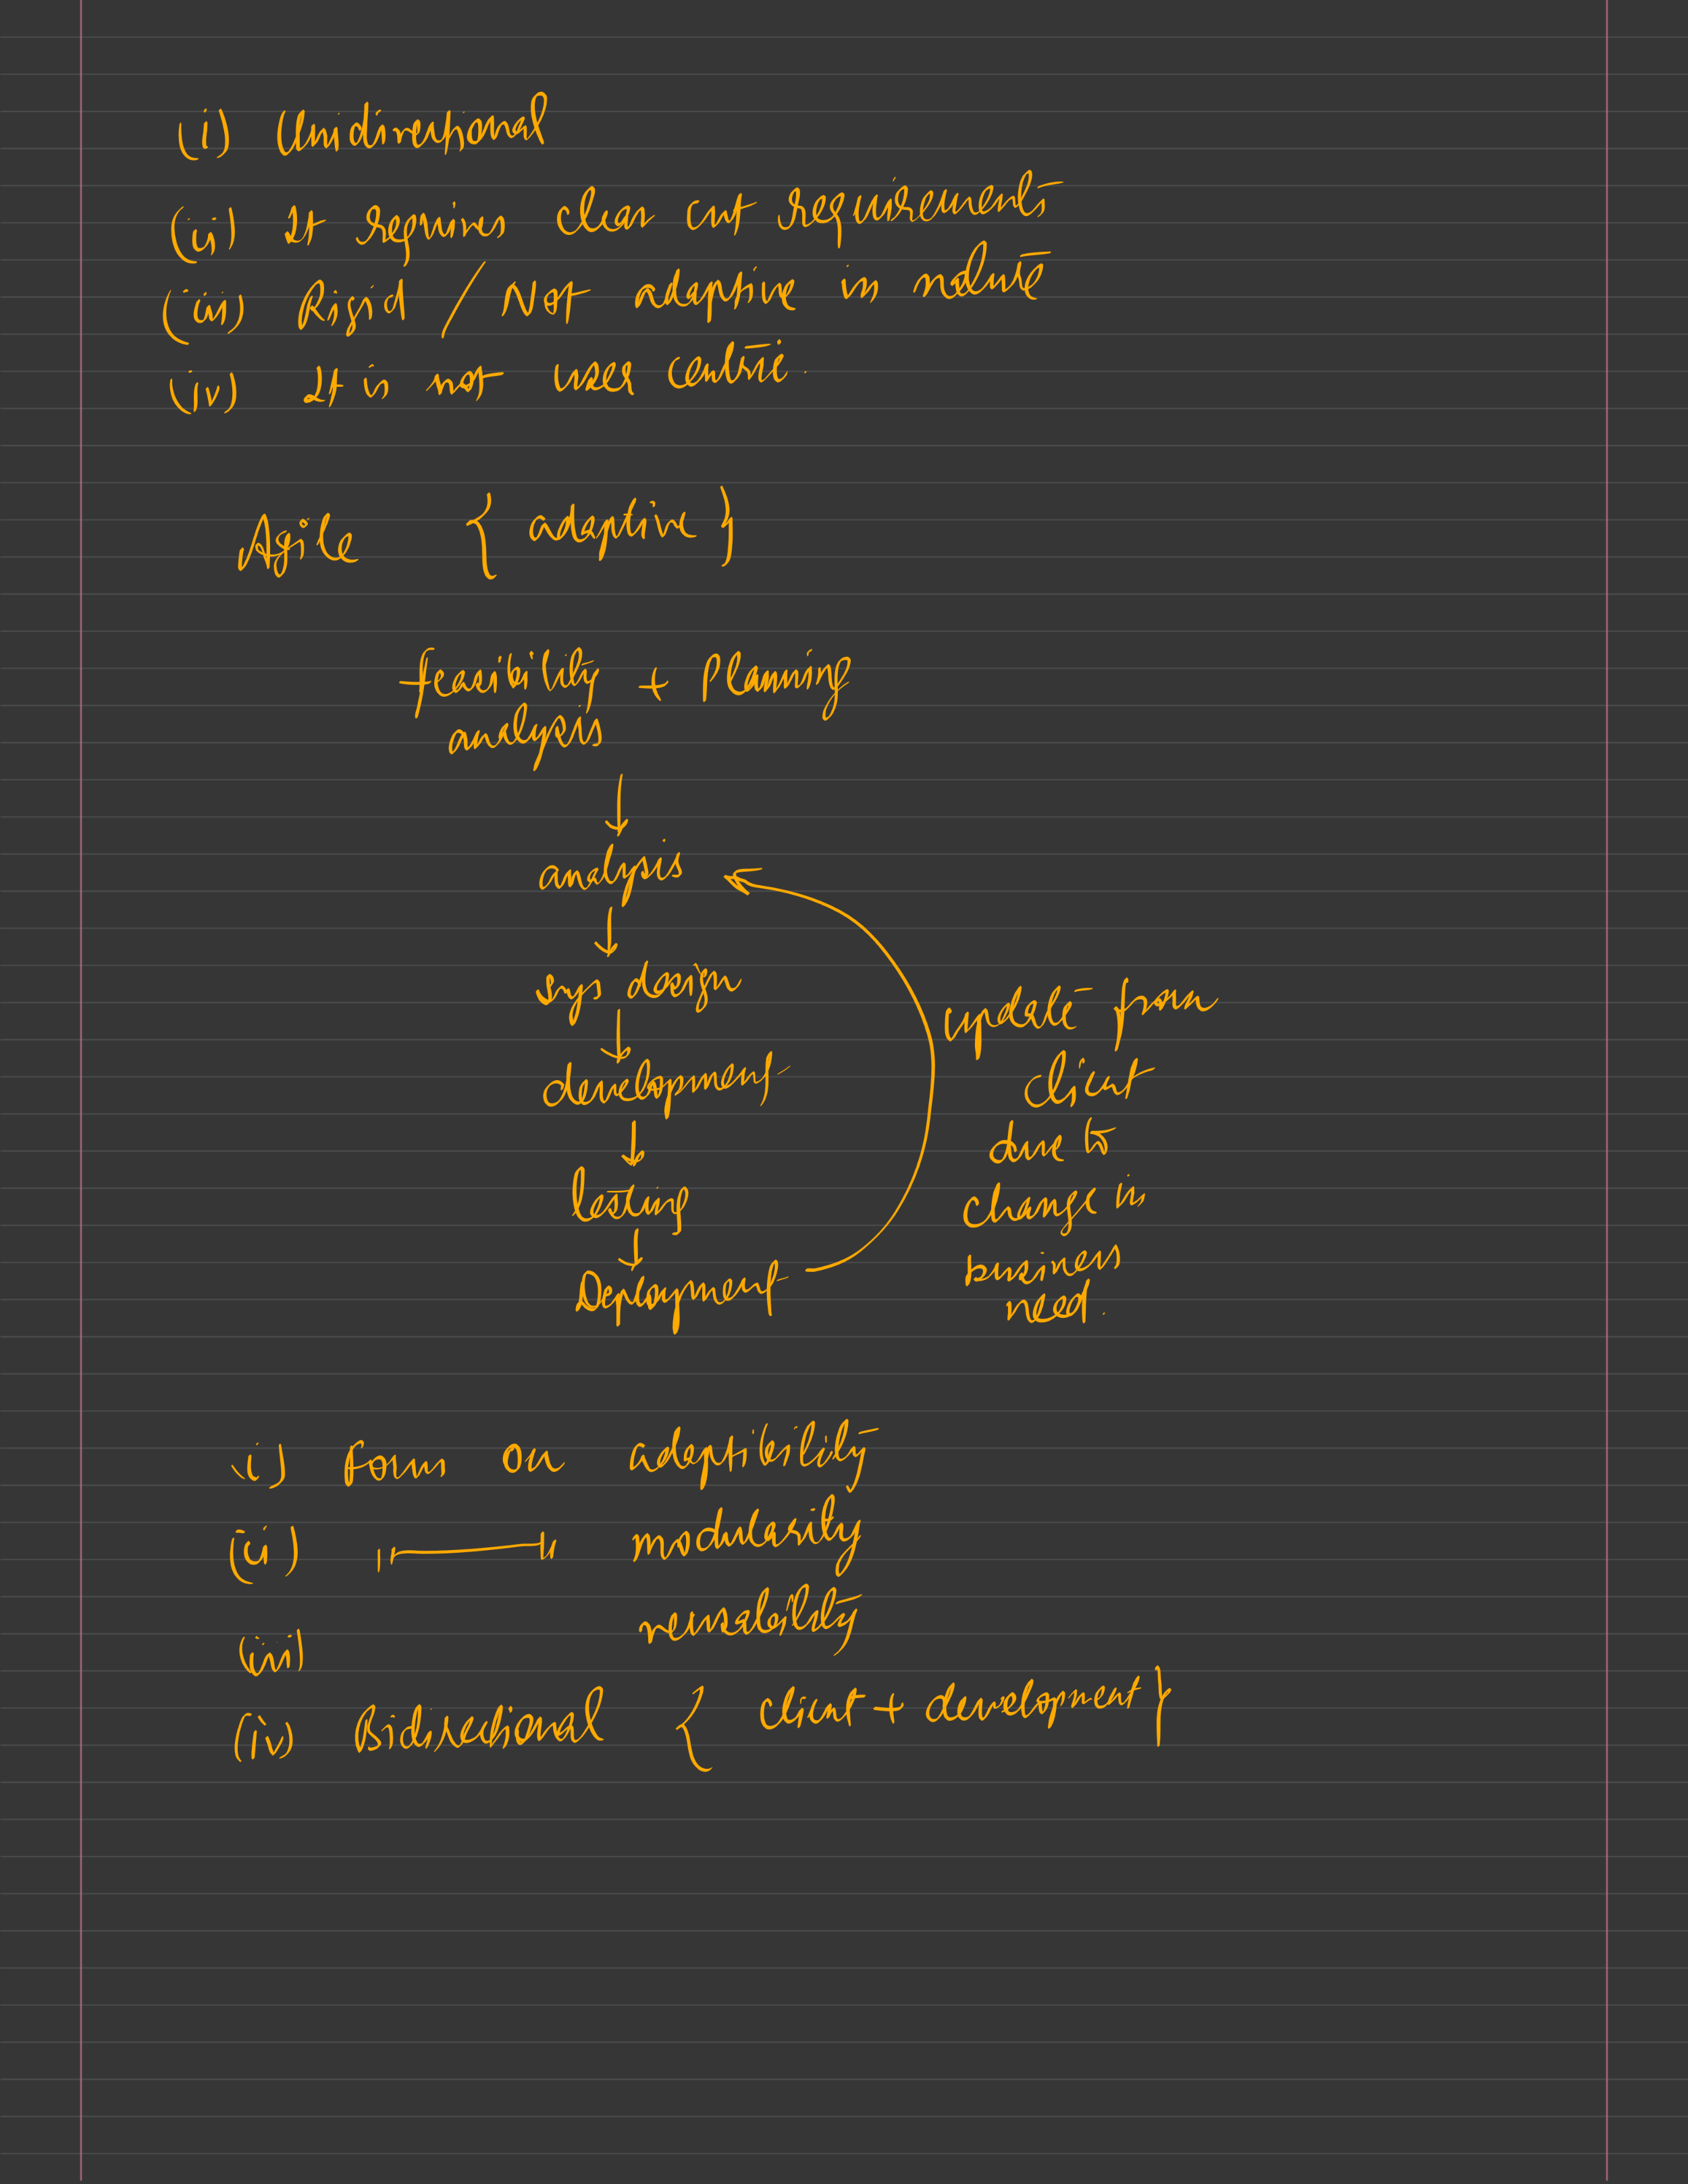 (i) Unidirectional
(ii) It requires clear cut requirements
(iii) Rigid / Not adaptive in nature
(iv) It is not user centric.
Agile { adaptive }
feasibility + Planning
analysis
analysis
sys design
update from
development
client
due to
testing
change in
Deployment
business
need.
i) focus on adaptibility
(ii) modularity
(iii) reusability
(iv) Bidirectional { client + development }